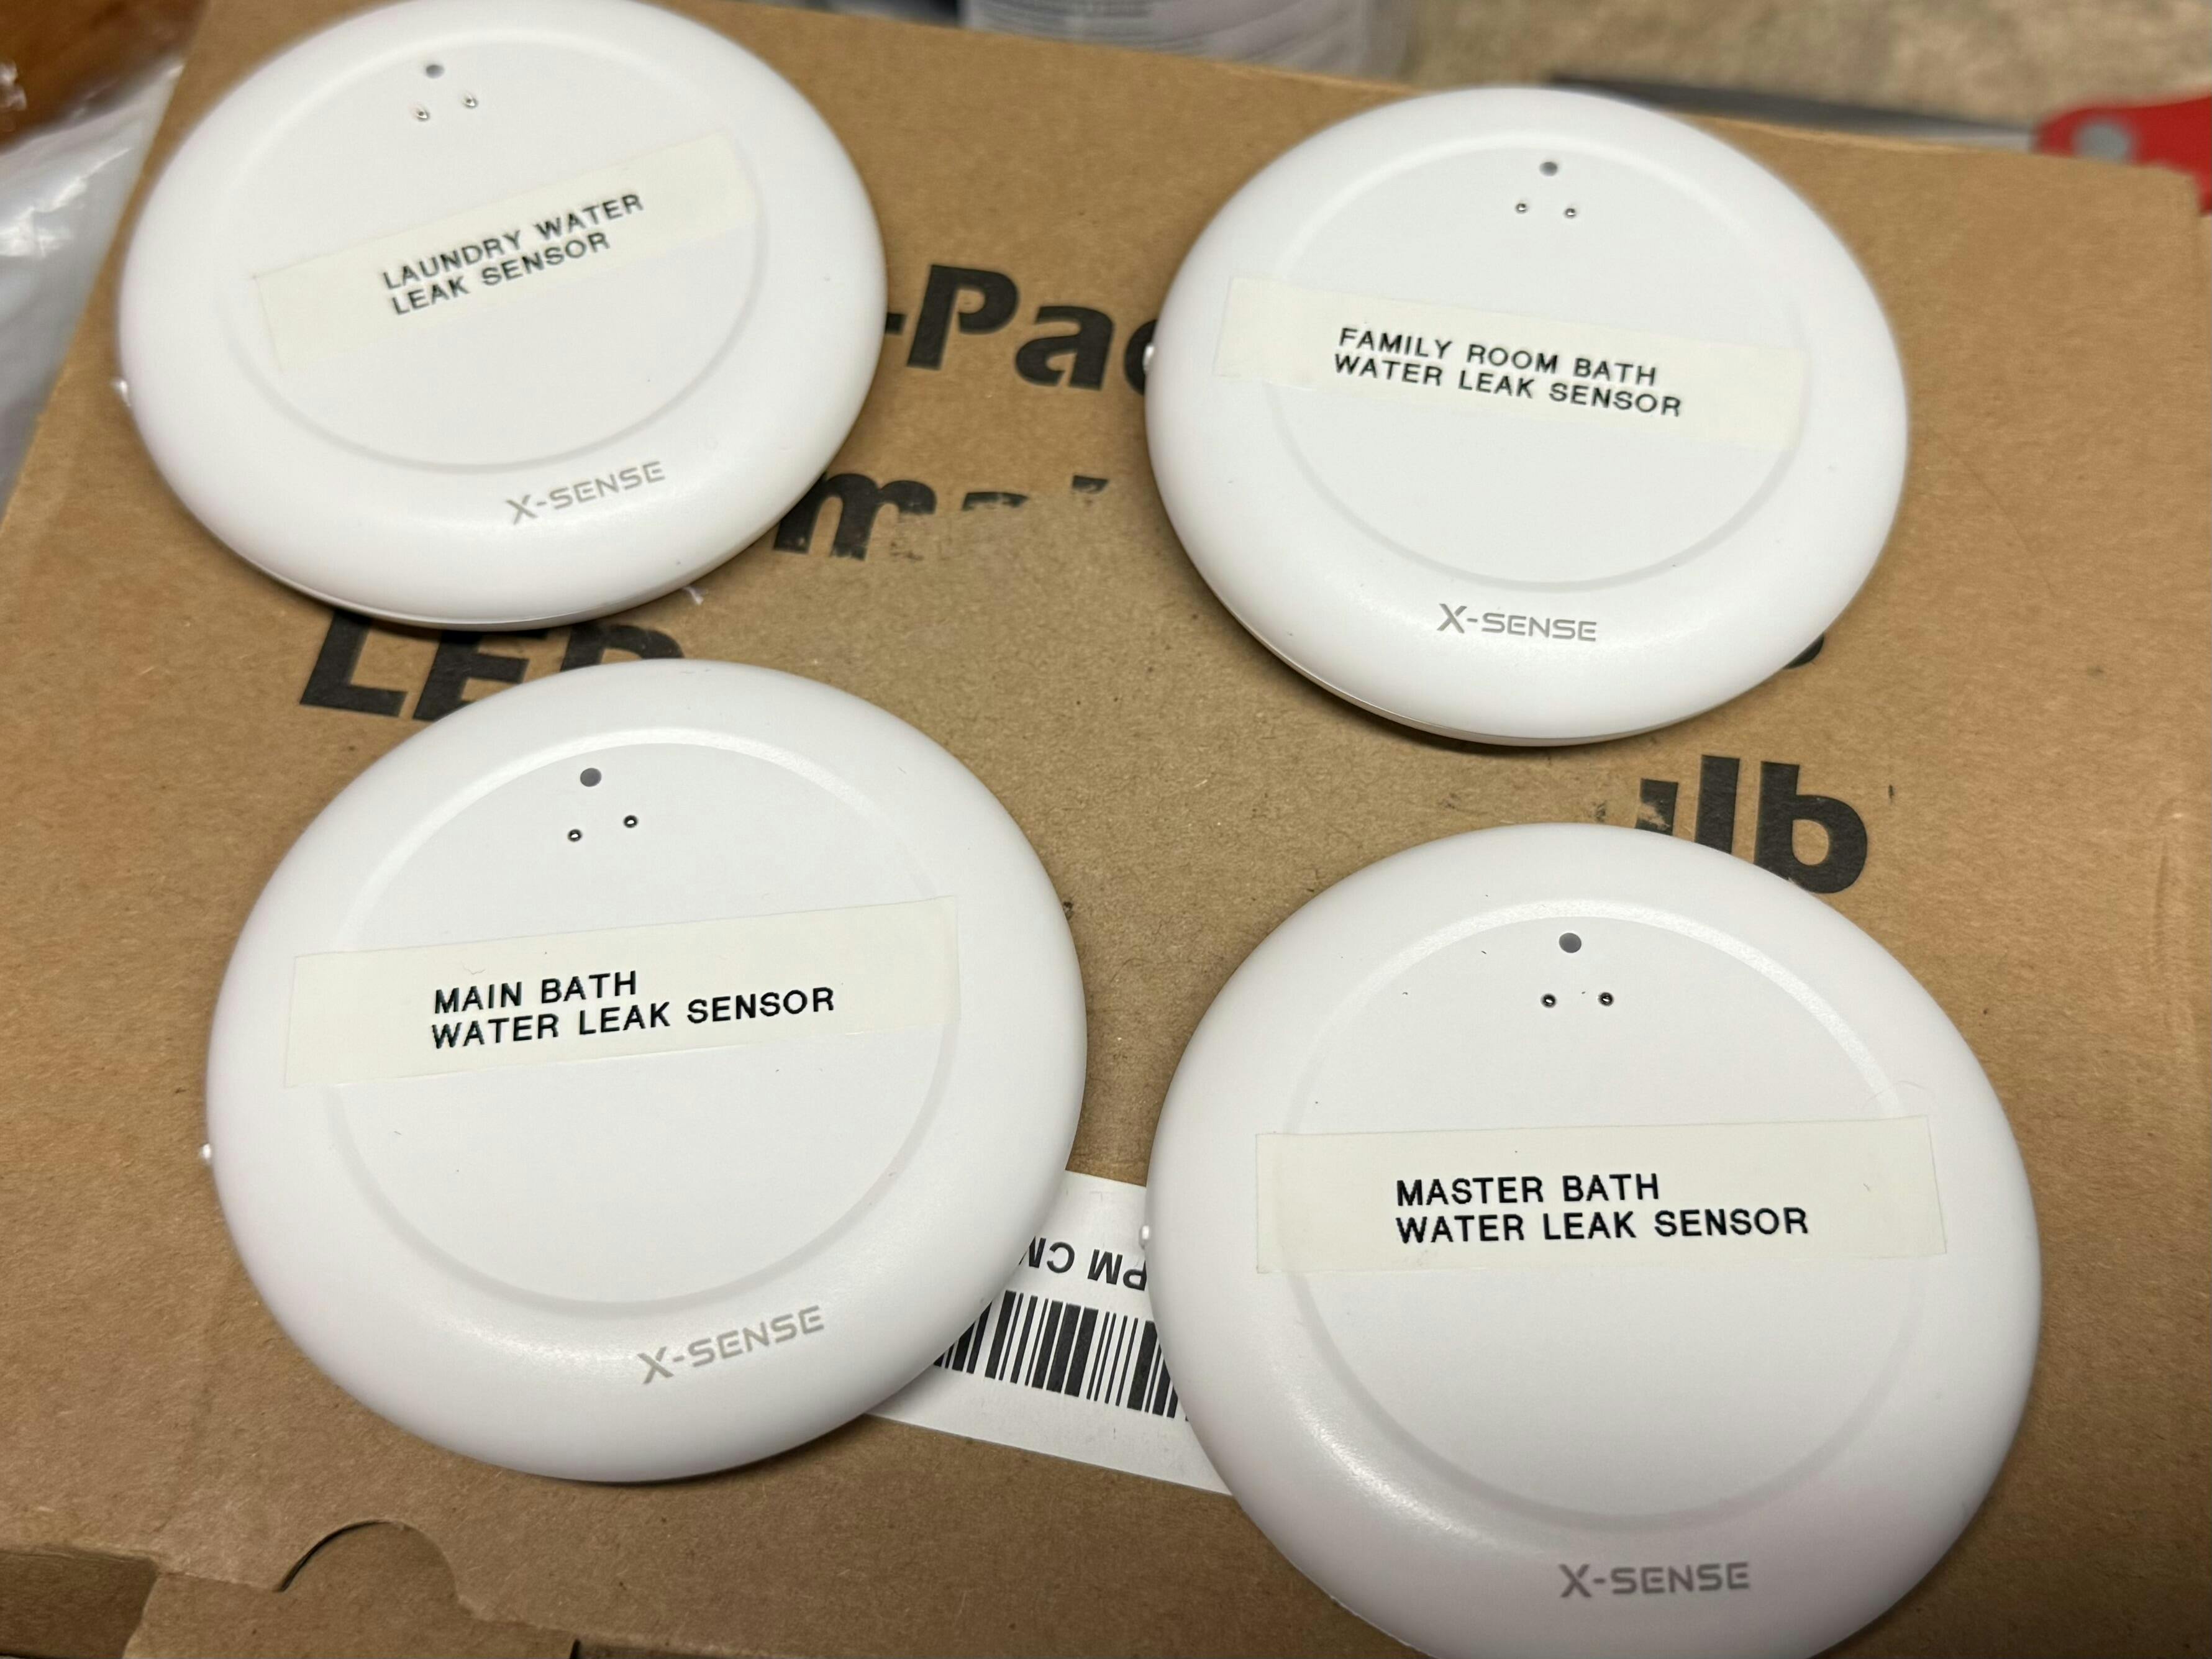 LAUNDRY WATER
LEAK SENSOR
X-SENSE
FAMILY ROOM BATH
WATER LEAK SENSOR
X-SENSE
MAIN BATH
WATER LEAK SENSOR
X-SENSE
MASTER BATH
WATER LEAK SENSOR
X-SENSE
PM